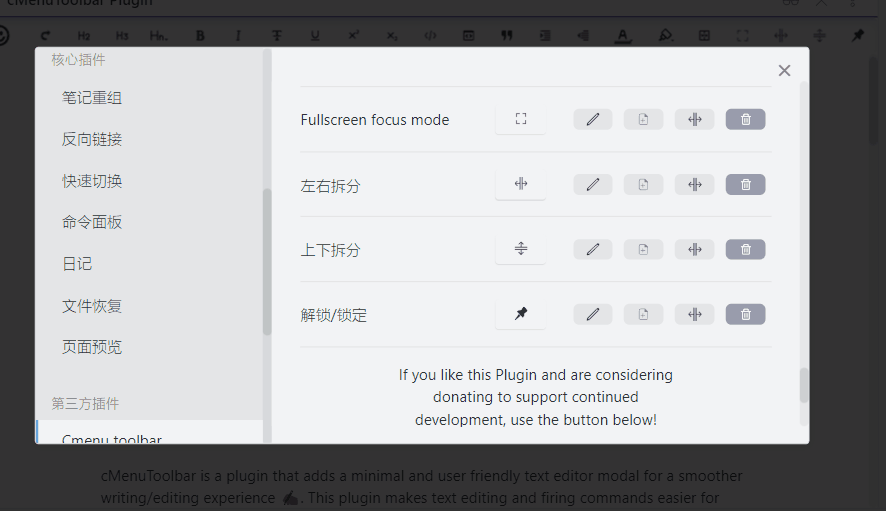 cMenuToolbar Plugin
H2 H3 Hn. B I T U x² x₂ </> A
核心插件
笔记重组
反向链接
快速切换
命令面板
日记
文件恢复
页面预览
第三方插件
Cmenu toolbar
Fullscreen focus mode
左右拆分
上下拆分
解锁/锁定
If you like this Plugin and are considering
donating to support continued
development, use the button below!
cMenuToolbar is a plugin that adds a minimal and user friendly text editor modal for a smoother
writing/editing experience ✍. This plugin makes text editing and firing commands easier for